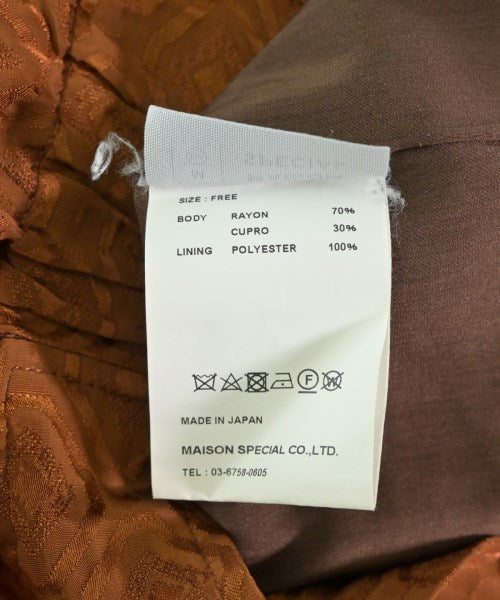 SIZE : FREE
BODY RAYON 70%
CUPRO 30%
LINING POLYESTER 100%
F W
MADE IN JAPAN
MAISON SPECIAL CO.,LTD.
TEL : 03-6758-0605